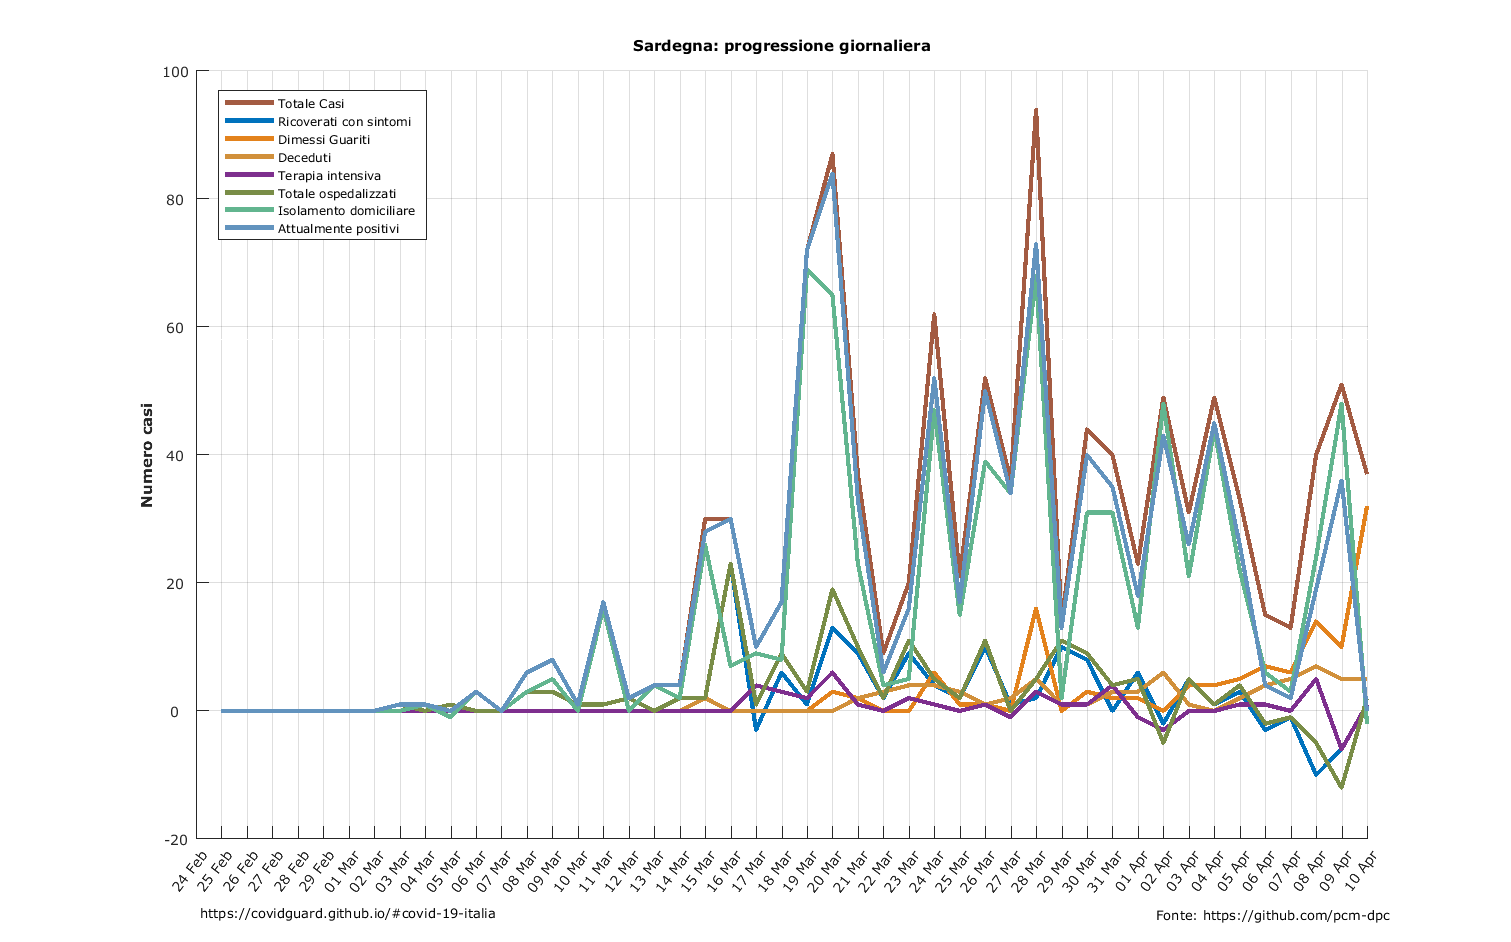 Sardegna: progressione giornaliera
100
80
60
40
20
0
-20
Numero casi
Totale Casi
Ricoverati con sintomi
Dimessi Guariti
Deceduti
Terapia intensiva
Totale ospedalizzati
Isolamento domiciliare
Attualmente positivi
24 Feb
25 Feb
26 Feb
27 Feb
28 Feb
29 Feb
01 Mar
02 Mar
03 Mar
04 Mar
05 Mar
06 Mar
07 Mar
08 Mar
09 Mar
10 Mar
11 Mar
12 Mar
13 Mar
14 Mar
15 Mar
16 Mar
17 Mar
18 Mar
19 Mar
20 Mar
21 Mar
22 Mar
23 Mar
24 Mar
25 Mar
26 Mar
27 Mar
28 Mar
29 Mar
30 Mar
31 Mar
01 Apr
02 Apr
03 Apr
04 Apr
05 Apr
06 Apr
07 Apr
08 Apr
09 Apr
10 Apr
https://covidguard.github.io/#covid-19-italia
Fonte: https://github.com/pcm-dpc